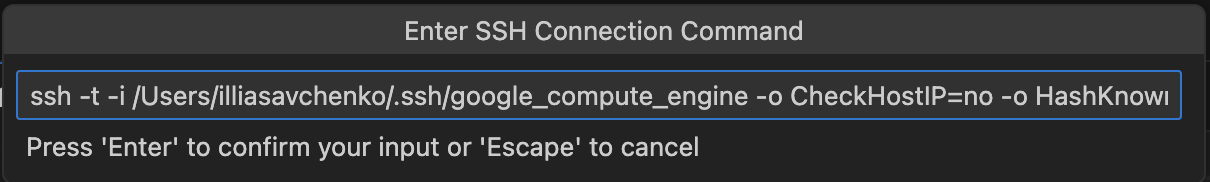 Enter SSH Connection Command
ssh -t -i /Users/illiasavchenko/.ssh/google_compute_engine -o CheckHostIP=no -o
Press 'Enter' to confirm your input or 'Escape' to cancel